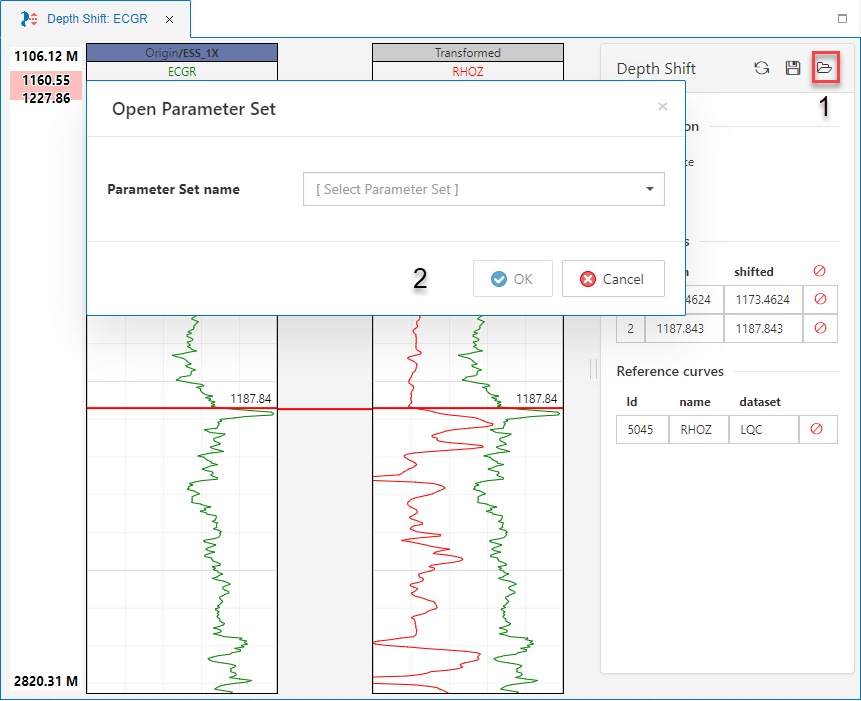 Depth Shift: ECGR
1106.12 M
1160.55
1227.86
Origin/ESS_1X
ECGR
Transformed
RHOZ
Depth Shift
1
Open Parameter Set
on
te
Parameter Set name
[ Select Parameter Set ]
s
n shifted
2
OK
Cancel
4624 1173.4624
2 1187.843 1187.843
Reference curves
Id name dataset
5045 RHOZ LQC
1187.84
1187.84
2820.31 M